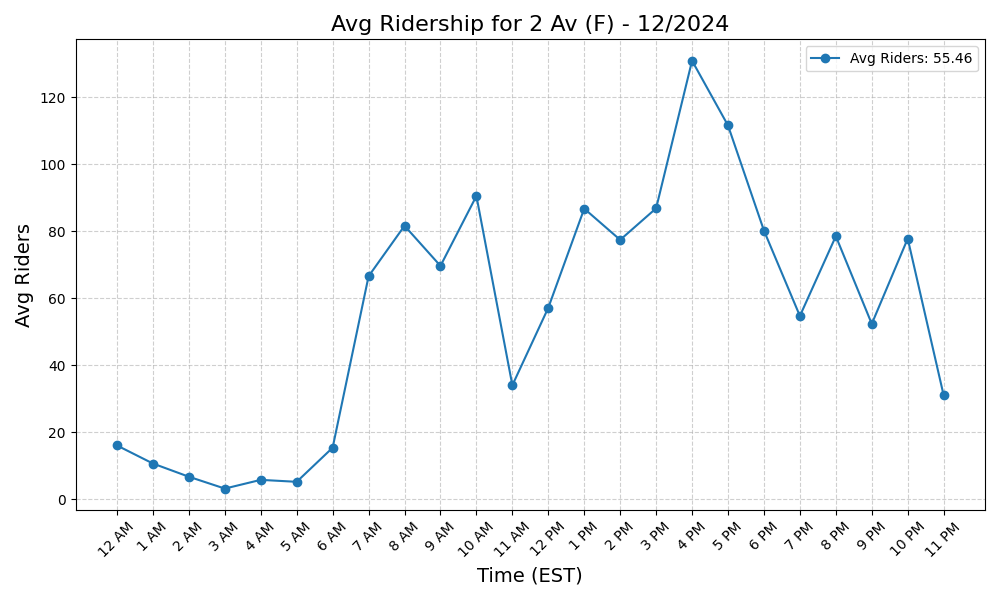 Avg Ridership for 2 Av (F) - 12/2024
Avg Riders: 55.46
Avg Riders
120
100
80
60
40
20
0
12 AM
1 AM
2 AM
3 AM
4 AM
5 AM
6 AM
7 AM
8 AM
9 AM
10 AM
11 AM
12 PM
1 PM
2 PM
3 PM
4 PM
5 PM
6 PM
7 PM
8 PM
9 PM
10 PM
11 PM
Time (EST)